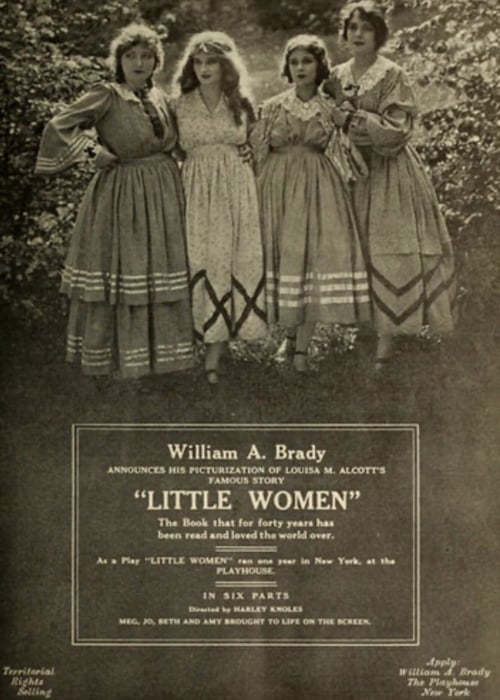 William A. Brady
ANNOUNCES HIS PICTURIZATION OF LOUISA M. ALCOTT'S
FAMOUS STORY
"LITTLE WOMEN"
The Book that for forty years has
been read and loved the world over.
As a Play "LITTLE WOMEN" ran one year in New York, at the
PLAYHOUSE.
IN SIX PARTS
Directed by HARLEY KNOLES
MEG, JO, BETH AND AMY BROUGHT TO LIFE ON THE SCREEN.
Territorial
Rights
Selling
Apply:
William A. Brady
The Playhouse
New York